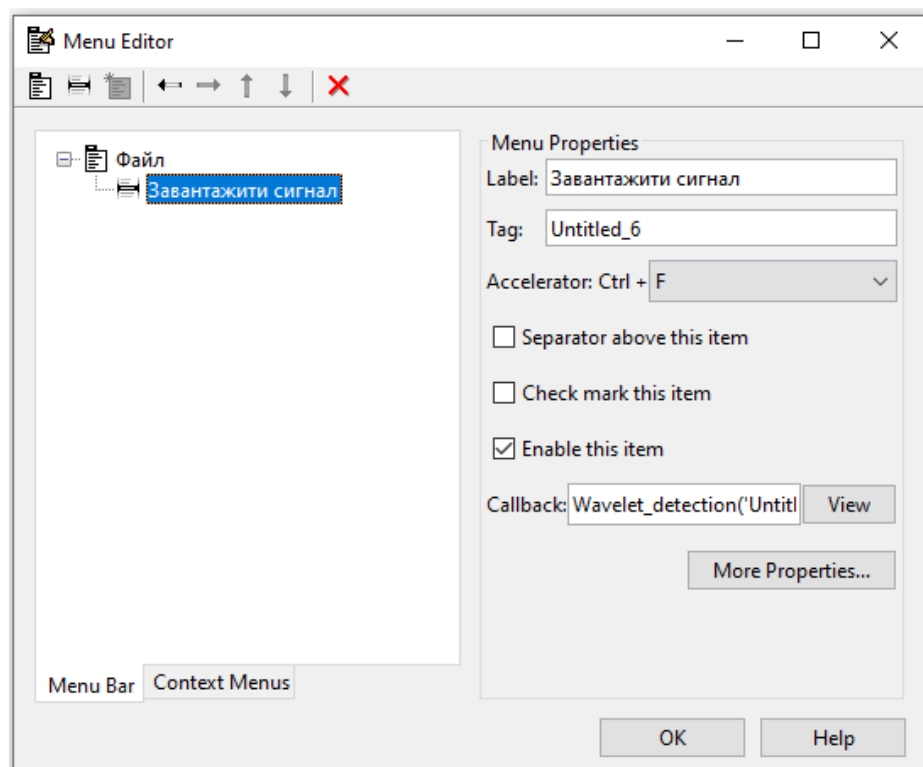 Menu Editor
Файл
Завантажити сигнал
Menu Properties
Label: Завантажити сигнал
Tag: Untitled_6
Accelerator: Ctrl + F
Separator above this item
Check mark this item
Enable this item
Callback: Wavelet_detection('Untitl View
More Properties...
Menu Bar Context Menus
OK Help